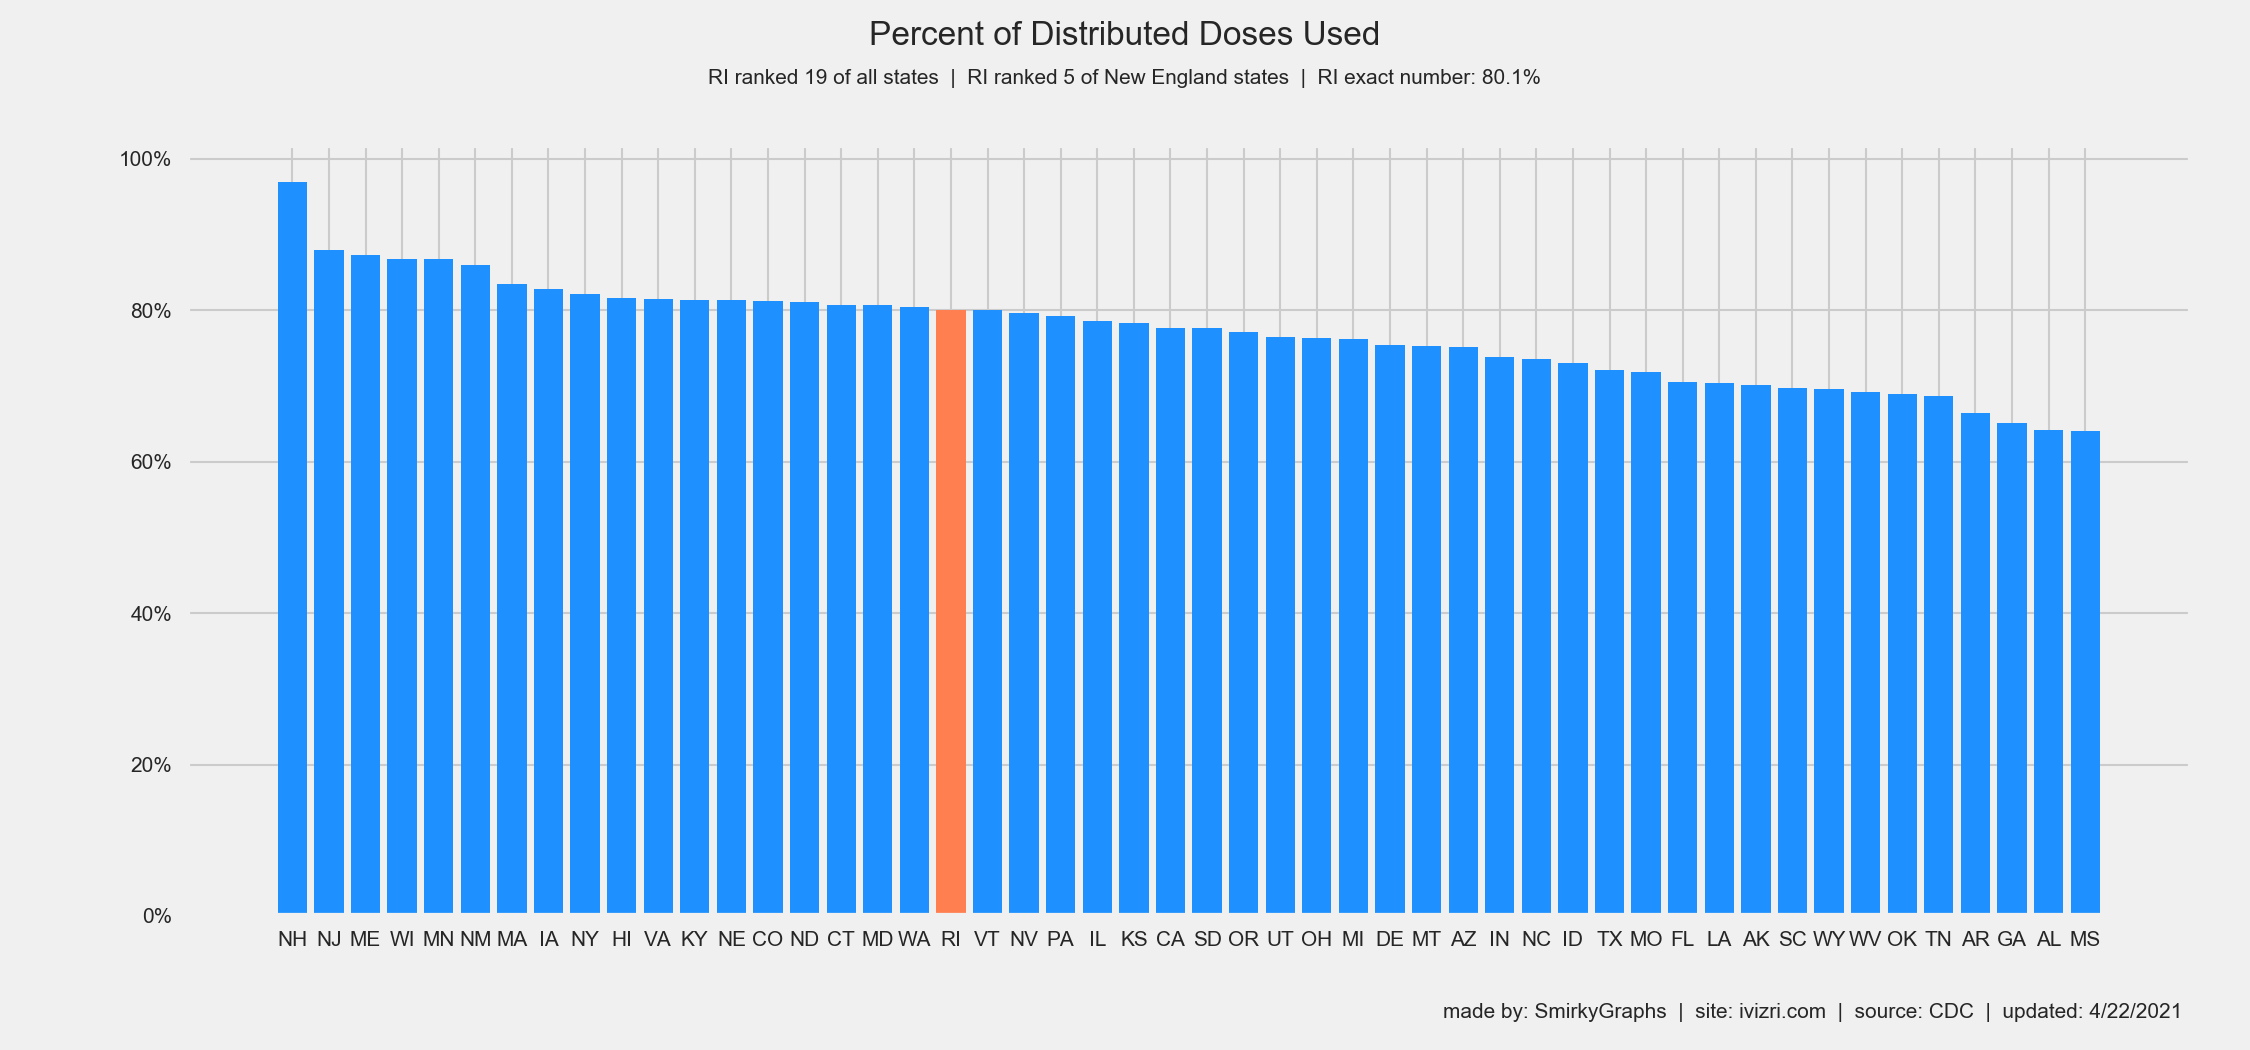 Percent of Distributed Doses Used
RI ranked 19 of all states | RI ranked 5 of New England states | RI exact number: 80.1%
100%
80%
60%
40%
20%
0%
NH NJ ME WI MN NM MA IA NY HI VA KY NE CO ND CT MD WA RI VT NV PA IL KS CA SD OR UT OH MI DE MT AZ IN NC ID TX MO FL LA AK SC WY WV OK TN AR GA AL MS
made by: SmirkyGraphs | site: ivizri.com | source: CDC | updated: 4/22/2021